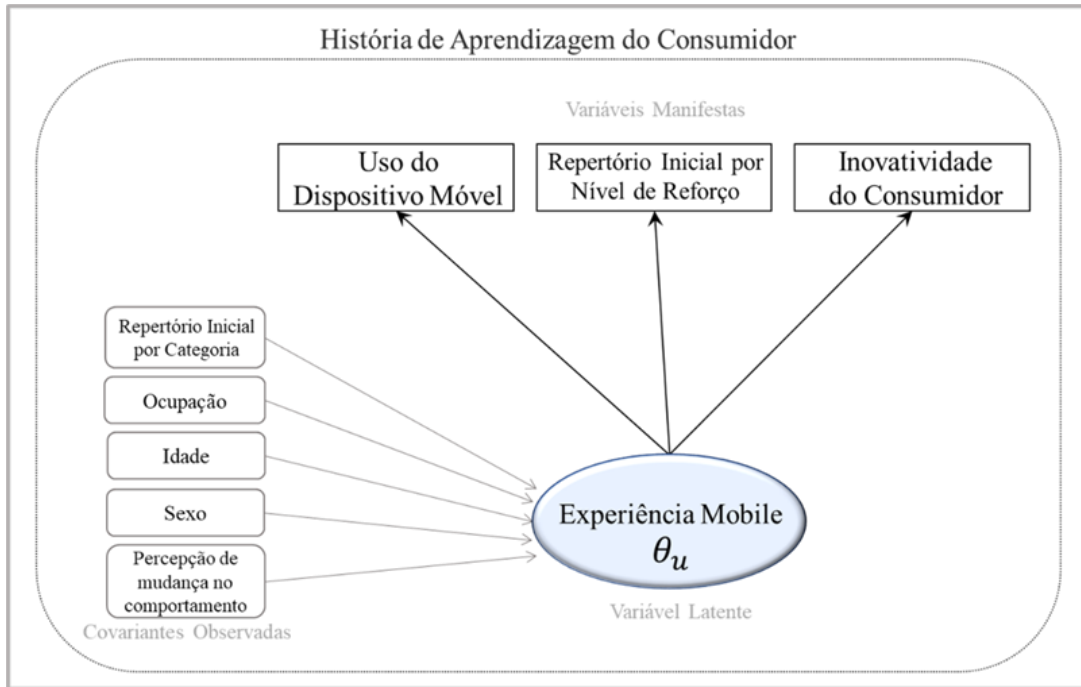 História de Aprendizagem do Consumidor
Variáveis Manifestas
Uso do
Dispositivo Móvel
Repertório Inicial por
Nível de Reforço
Inovatividade
do Consumidor
Repertório Inicial
por Categoria
Ocupação
Idade
Sexo
Percepção de
mudança no
comportamento
Covariantes Observadas
Experiência Mobile
θu
Variável Latente